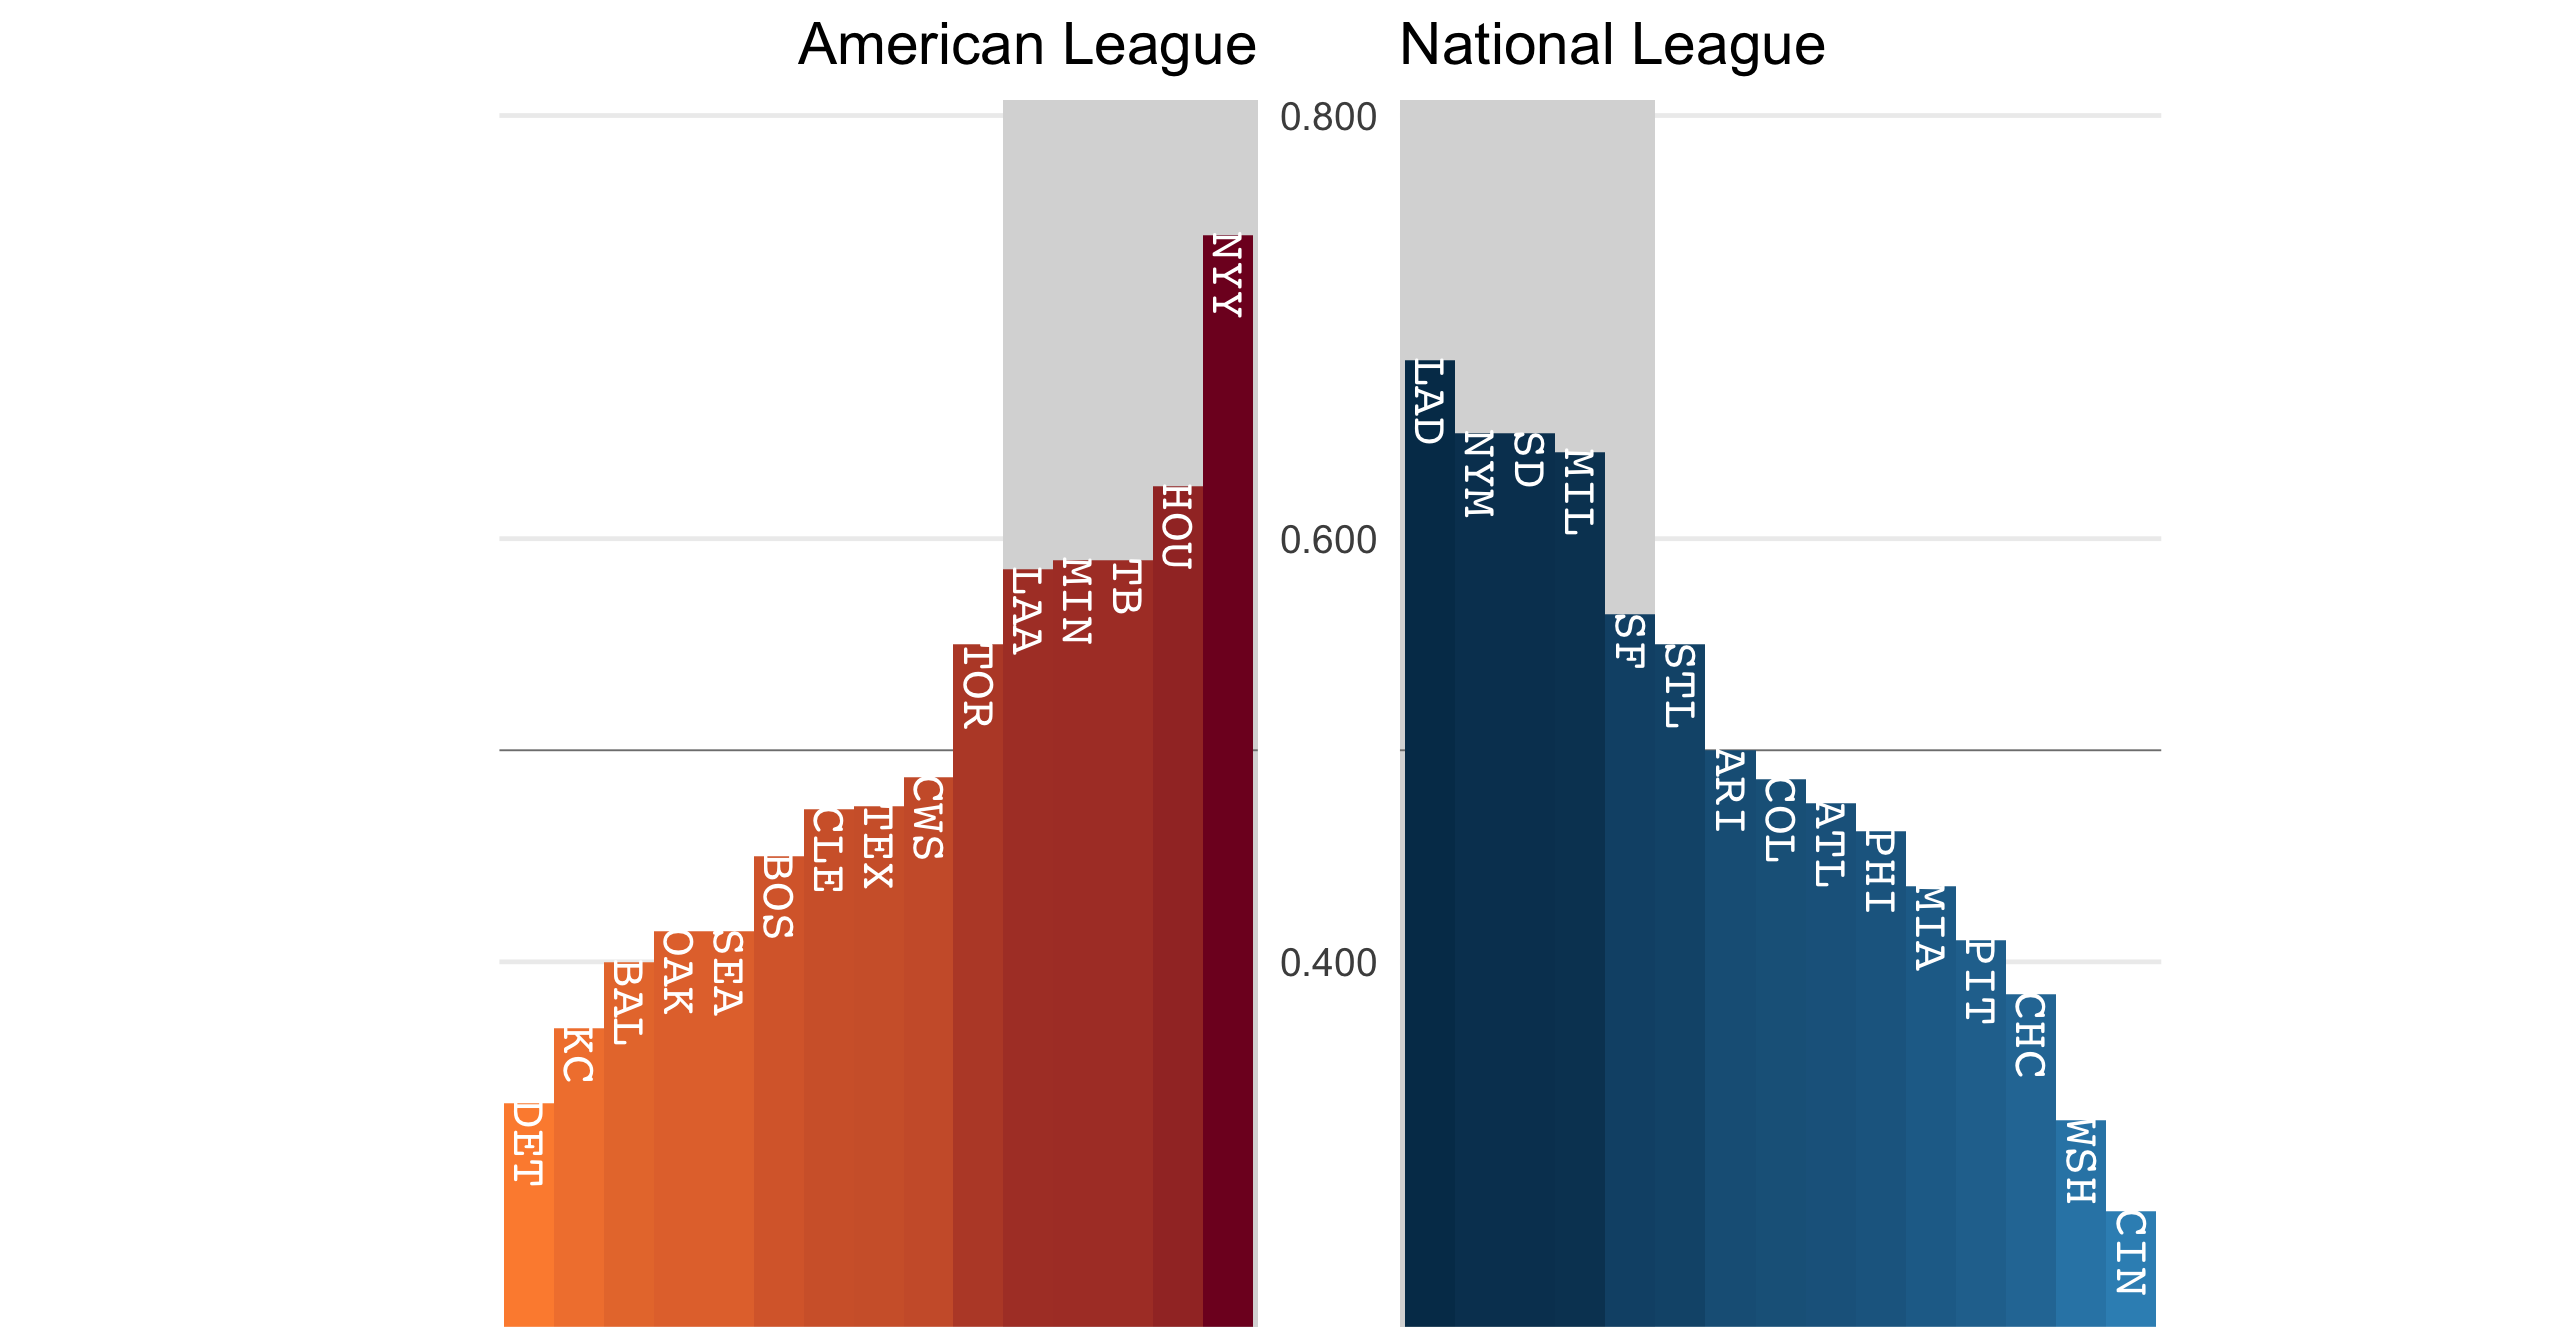 American League
National League
0.800
0.600
0.400
DET
KC
BAL
OAK
SEA
BOS
CLE
TEX
CWS
TOR
LAA
MIN
TB
HOU
NYY
LAD
NYM
SD
MIL
SF
STL
ARI
COL
ATL
PHI
MIA
PIT
CHC
WSH
CIN